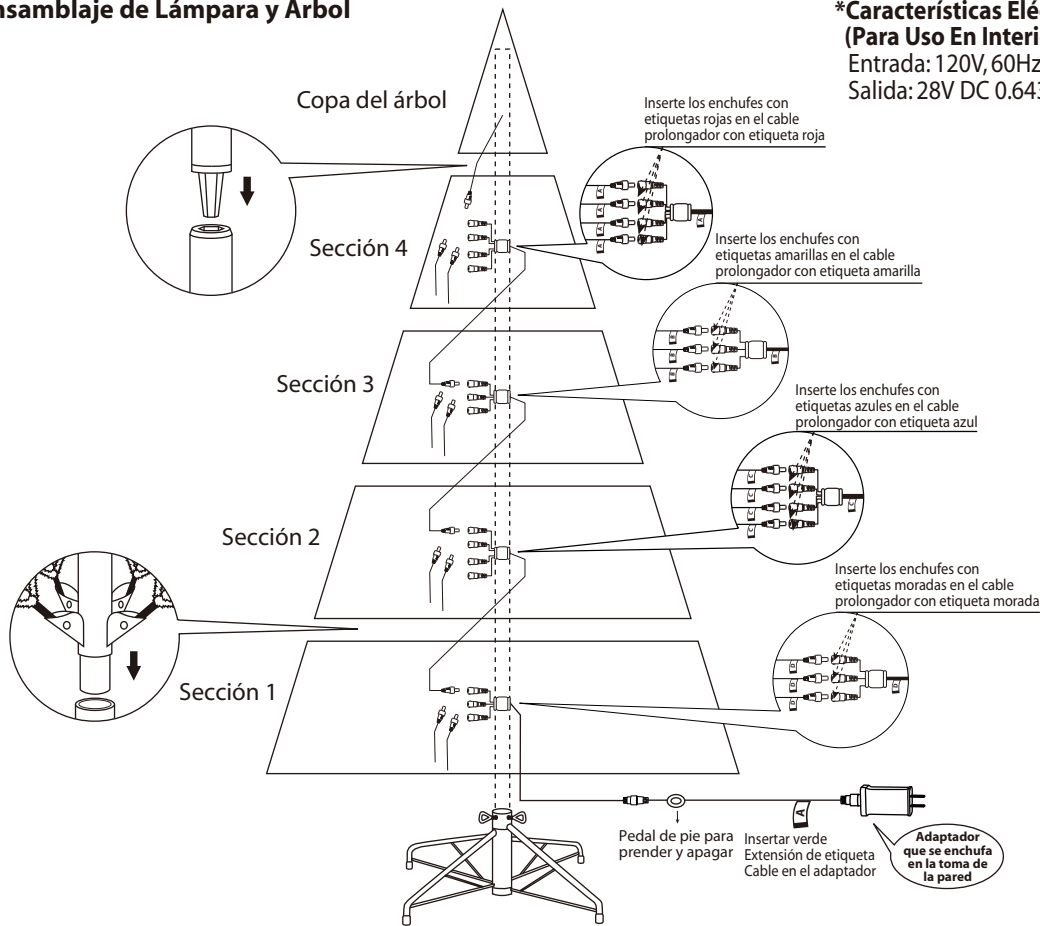 nsamblaje de Lámpara y Árbol
*Características Elé
(Para Uso En Interi
Entrada: 120V, 60Hz
Salida: 28V DC 0.643
Copa del árbol
Inserte los enchufes con
etiquetas rojas en el cable
prolongador con etiqueta roja
A
A
A
A
A
Sección 4
Inserte los enchufes con
etiquetas amarillas en el cable
prolongador con etiqueta amarilla
B
B
B
B
Sección 3
Inserte los enchufes con
etiquetas azules en el cable
prolongador con etiqueta azul
C
C
C
C
C
Sección 2
Inserte los enchufes con
etiquetas moradas en el cable
prolongador con etiqueta morada
D
D
D
D
Sección 1
A
Pedal de pie para
prender y apagar
Insertar verde
Extensión de etiqueta
Cable en el adaptador
Adaptador
que se enchufa
en la toma de
la pared